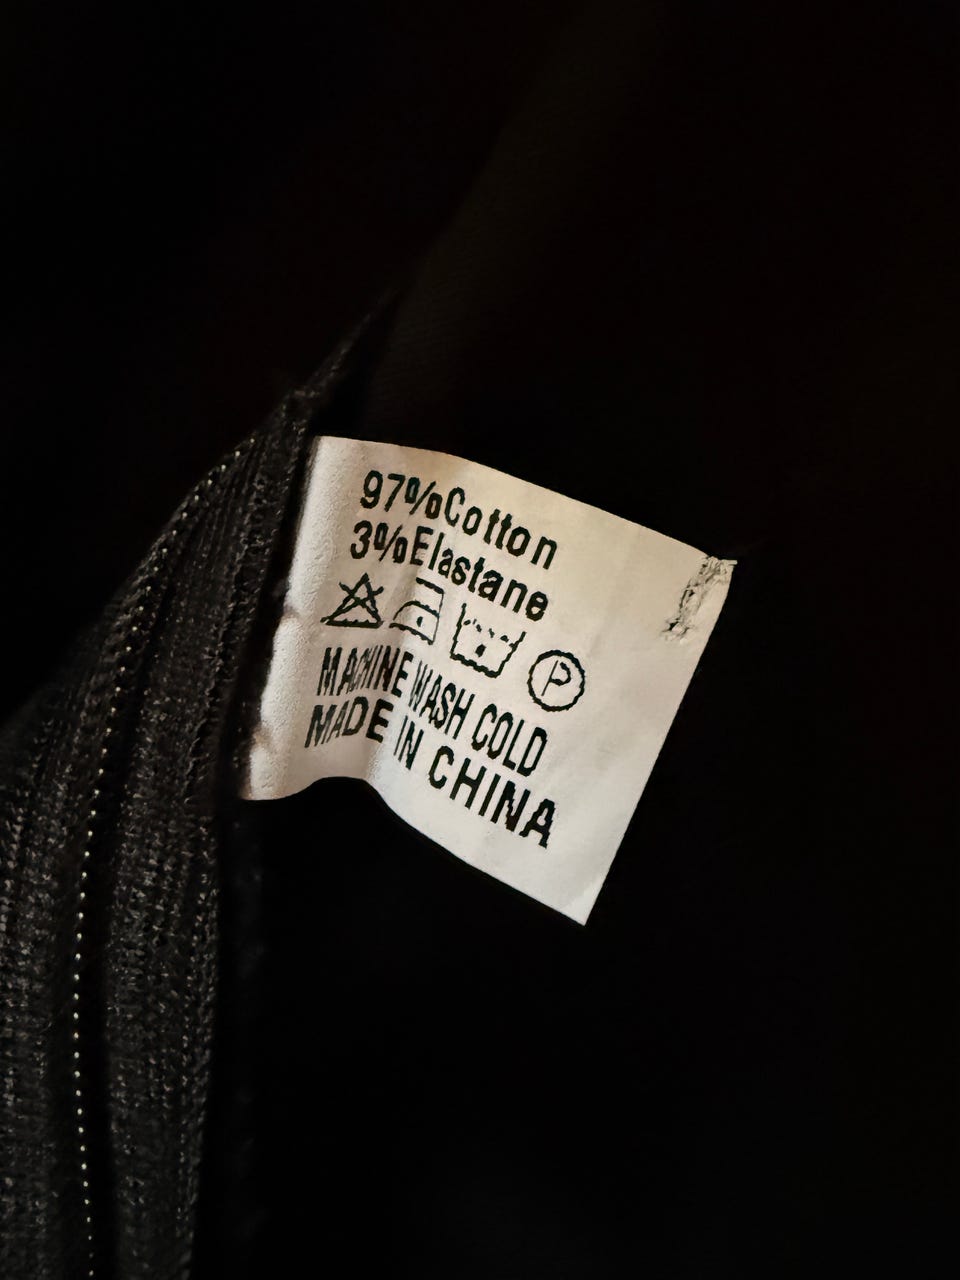 97%Cotton
3%Elastane
P
MACHINE WASH COLD
MADE IN CHINA